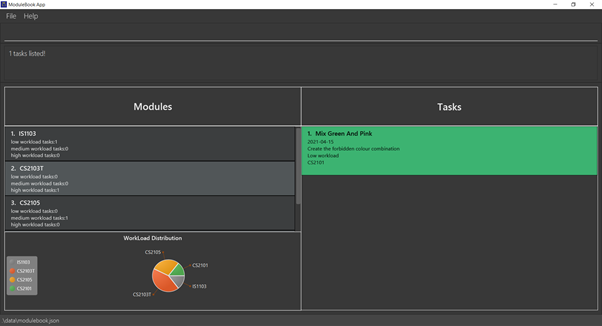 ModuleBook App
File Help
1 tasks listed!
Modules
Tasks
1. IS1103
low workload tasks:1
medium workload tasks:0
high workload tasks:0
2. CS2103T
low workload tasks:0
medium workload tasks:0
high workload tasks:1
3. CS2105
low workload tasks:0
medium workload tasks:1
high workload tasks:0
1. Mix Green And Pink
2021-04-15
Create the forbidden colour combination
Low workload
CS2101
WorkLoad Distribution
IS1103
CS2103T
CS2105
CS2101
CS2105
CS2101
IS1103
CS2103T
.\data\modulebook.json